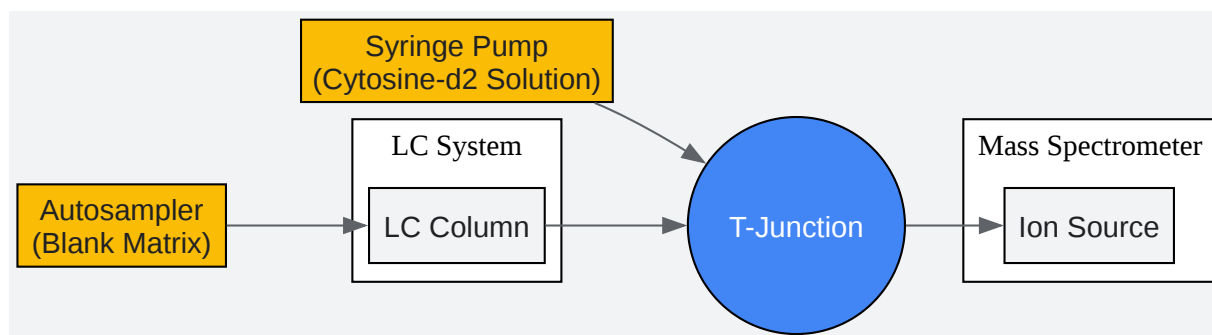 Syringe Pump
(Cytosine-d2 Solution)
LC System
Mass Spectrometer
Autosampler
(Blank Matrix)
LC Column
T-Junction
Ion Source